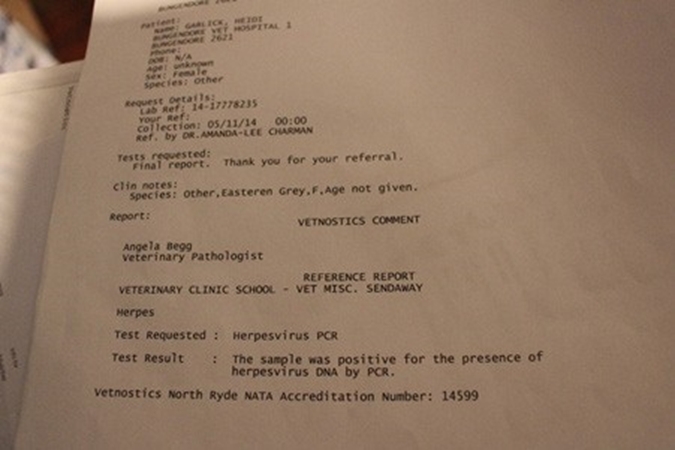 BUNGENDORE 2621
Patient:
Name: GARLICK, HEIDI
BUNGENDORE VET HOSPITAL 1
BUNGENDORE 2621
Phone:
DOB: N/A
Age: unknown
Sex: Female
Species: Other
Request Details:
Lab Ref: 14-17778235
Your Ref:
Collection: 05/11/14 00:00
Ref. by DR.AMANDA-LEE CHARMAN
Tests requested:
Final report. Thank you for your referral.
Clin notes:
Species: Other,Easteren Grey,F,Age not given.
Report:
VETNOSTICS COMMENT
Angela Begg
Veterinary Pathologist
REFERENCE REPORT
VETERINARY CLINIC SCHOOL - VET MISC. SENDAWAY
Herpes
Test Requested : Herpesvirus PCR
Test Result : The sample was positive for the presence of
herpesvirus DNA by PCR.
Vetnostics North Ryde NATA Accreditation Number: 14599